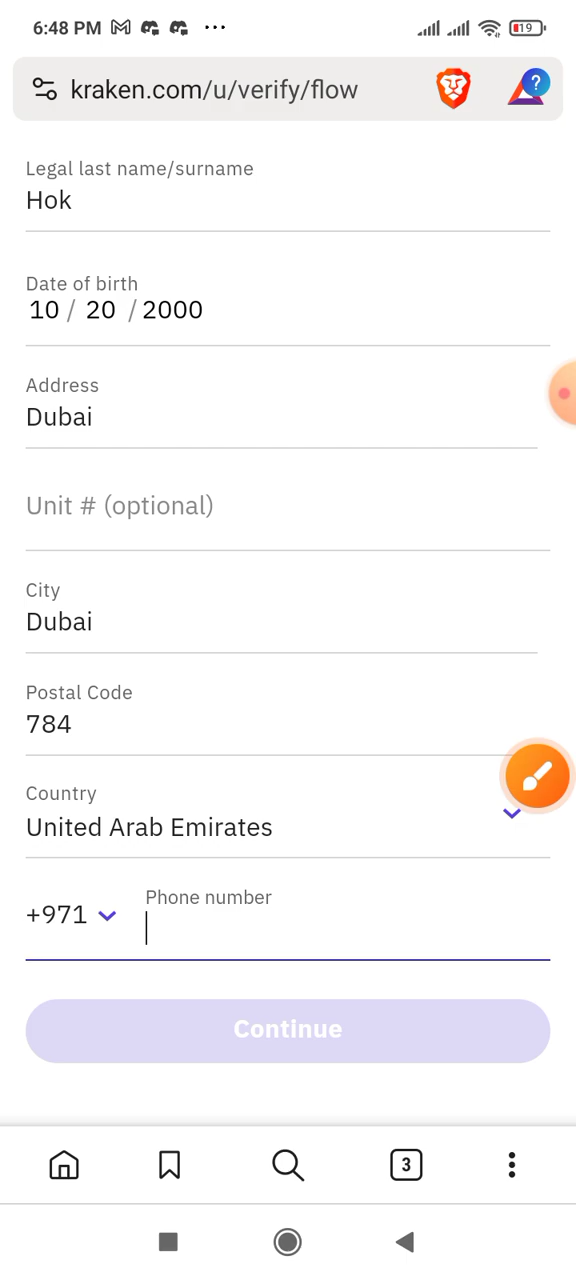 6:48 PM ...
19
kraken.com/u/verify/flow
?
Legal last name/surname
Hok
Date of birth
10 / 20 / 2000
Address
Dubai
Unit # (optional)
City
Dubai
Postal Code
784
Country
United Arab Emirates
Phone number
+971
Continue
3